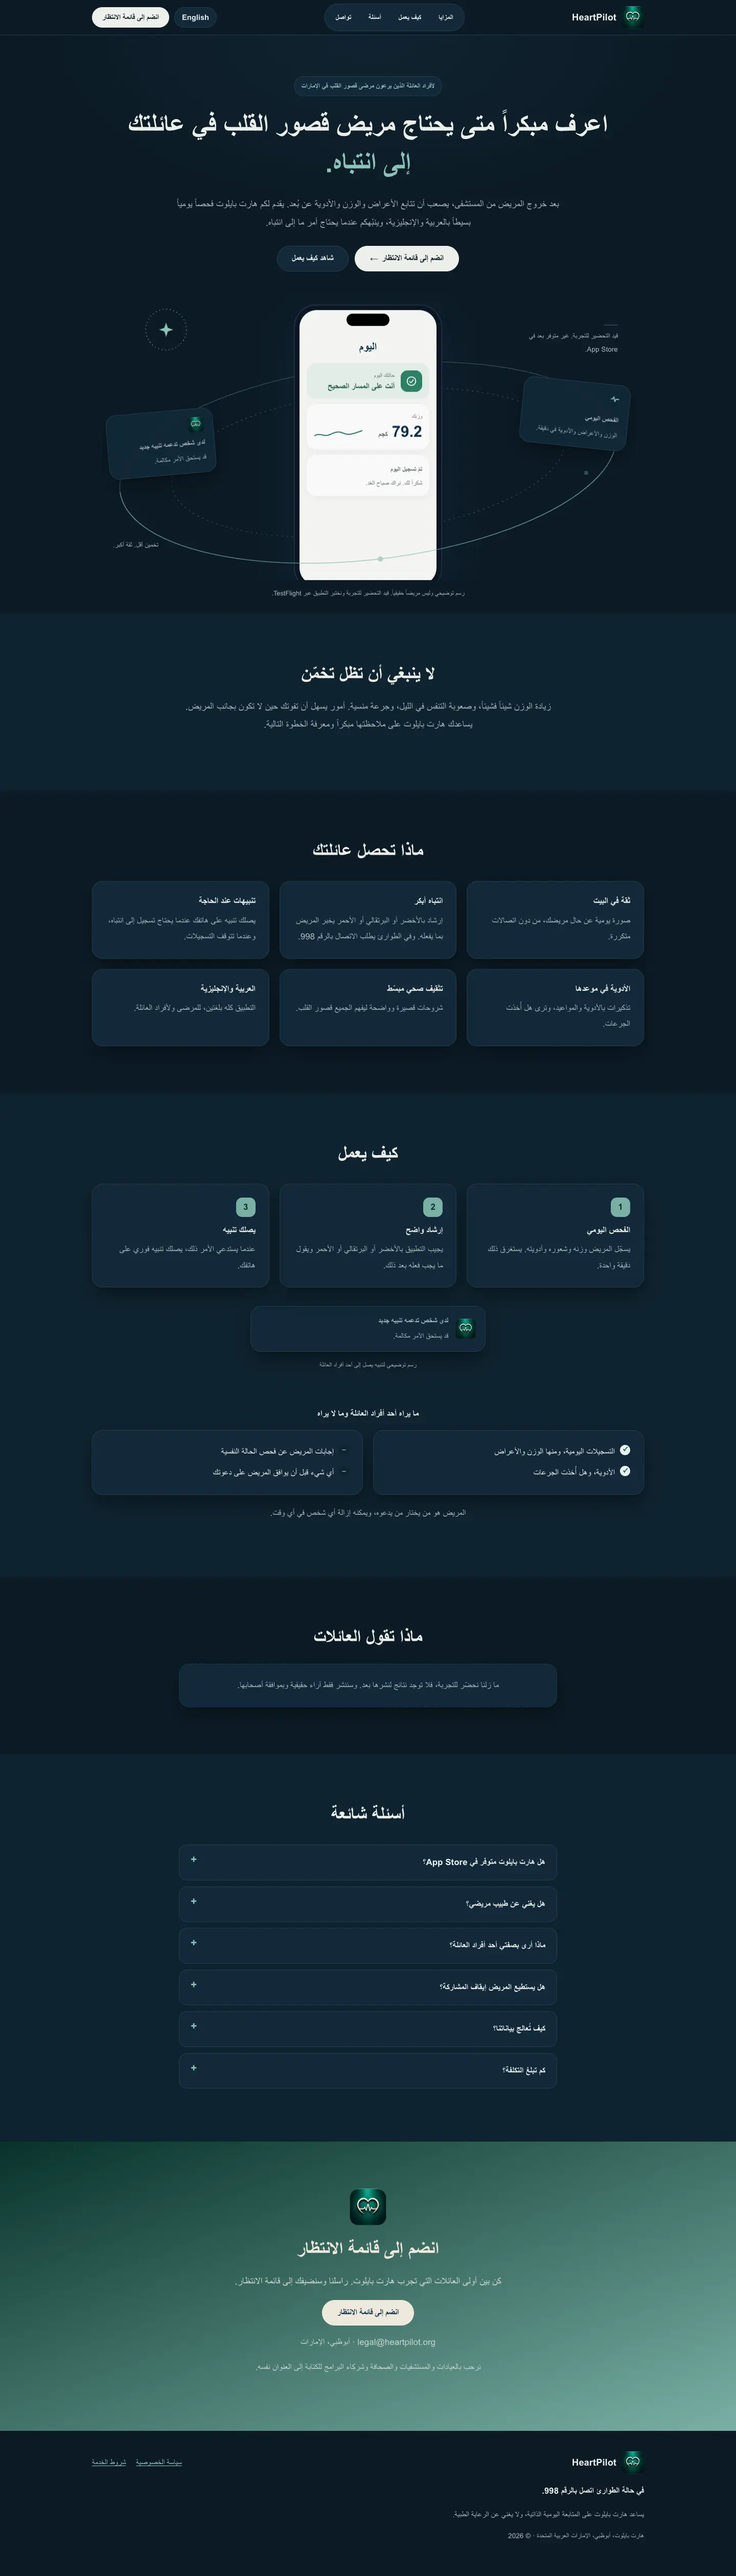 HeartPilot
المزايا
كيف يعمل
أسئلة
تواصل
English
انضم إلى قائمة الانتظار
لأفراد العائلة الذين يرعون مرضى قصور القلب في الإمارات
اعرف مبكراً متى يحتاج مريض قصور القلب في عائلتك
إلى انتباه.
بعد خروج المريض من المستشفى، يصعب أن تتابع الأعراض والوزن والأدوية عن بُعد. يقدم لكم هارت بايلوت فحصاً يومياً
بسيطاً بالعربية والإنجليزية، وينبّهكم عندما يحتاج أمر ما إلى انتباه.
انضم إلى قائمة الانتظار ←
شاهد كيف يعمل
قيد التحضير للتجربة. غير متوفر بعد في
App Store.
الفحص اليومي
الوزن والأعراض والأدوية في دقيقة.
اليوم
حالتك اليوم
أنت على المسار الصحيح
وزنك
79.2 كجم
تم تسجيل اليوم
شكراً لك. نراك صباح الغد.
لدى شخص تدعمه تنبيه جديد
قد يستحق الأمر مكالمة.
تخمين أقل. ثقة أكبر.
رسم توضيحي وليس مريضاً حقيقياً. قيد التحضير للتجربة ونختبر التطبيق عبر TestFlight.
لا ينبغي أن تظل تخمّن
زيادة الوزن شيئاً فشيئاً، وصعوبة التنفس في الليل، وجرعة منسية. أمور يسهل أن تفوتك حين لا تكون بجانب المريض.
يساعدك هارت بايلوت على ملاحظتها مبكراً ومعرفة الخطوة التالية.
ماذا تحصل عائلتك
ثقة في البيت
صورة يومية عن حال مريضك، من دون اتصالات
متكررة.
انتباه أبكر
إرشاد بالأخضر أو البرتقالي أو الأحمر يخبر المريض
بما يفعله. وفي الطوارئ يطلب الاتصال بالرقم 998.
تنبيهات عند الحاجة
يصلك تنبيه على هاتفك عندما يحتاج تسجيل إلى انتباه،
وعندما تتوقف التسجيلات.
الأدوية في موعدها
تذكيرات بالأدوية والمواعيد، وترى هل أُخذت
الجرعات.
تثقيف صحي مبسّط
شروحات قصيرة وواضحة ليفهم الجميع قصور القلب.
العربية والإنجليزية
التطبيق كله بلغتين، للمرضى ولأفراد العائلة.
كيف يعمل
1
الفحص اليومي
يسجّل المريض وزنه وشعوره وأدويته. يستغرق ذلك
دقيقة واحدة.
2
إرشاد واضح
يجيب التطبيق بالأخضر أو البرتقالي أو الأحمر ويقول
ما يجب فعله بعد ذلك.
3
يصلك تنبيه
عندما يستدعي الأمر ذلك، يصلك تنبيه فوري على
هاتفك.
لدى شخص تدعمه تنبيه جديد
قد يستحق الأمر مكالمة.
رسم توضيحي لتنبيه يصل إلى أحد أفراد العائلة
ما يراه أحد أفراد العائلة وما لا يراه
✓ التسجيلات اليومية، ومنها الوزن والأعراض
✓ الأدوية، وهل أُخذت الجرعات
– إجابات المريض عن فحص الحالة النفسية
– أي شيء قبل أن يوافق المريض على دعوتك
المريض هو من يختار من يدعوه، ويمكنه إزالة أي شخص في أي وقت.
ماذا تقول العائلات
ما زلنا نحضّر للتجربة، فلا توجد نتائج لنشرها بعد. وسننشر فقط آراء حقيقية وبموافقة أصحابها.
أسئلة شائعة
هل هارت بايلوت متوفر في App Store؟
+
هل يغني عن طبيب مريضي؟
+
ماذا أرى بصفتي أحد أفراد العائلة؟
+
هل يستطيع المريض إيقاف المشاركة؟
+
كيف تُعالج بياناتنا؟
+
كم تبلغ التكلفة؟
+
انضم إلى قائمة الانتظار
كن بين أولى العائلات التي تجرب هارت بايلوت. راسلنا وسنضيفك إلى قائمة الانتظار.
انضم إلى قائمة الانتظار
legal@heartpilot.org · أبوظبي، الإمارات
نرحب بالعيادات والمستشفيات والصحافة وشركاء البرامج للكتابة إلى العنوان نفسه.
HeartPilot
سياسة الخصوصية
شروط الخدمة
في حالة الطوارئ اتصل بالرقم 998.
يساعد هارت بايلوت على المتابعة اليومية الذاتية، ولا يغني عن الرعاية الطبية.
هارت بايلوت، أبوظبي، الإمارات العربية المتحدة · © 2026